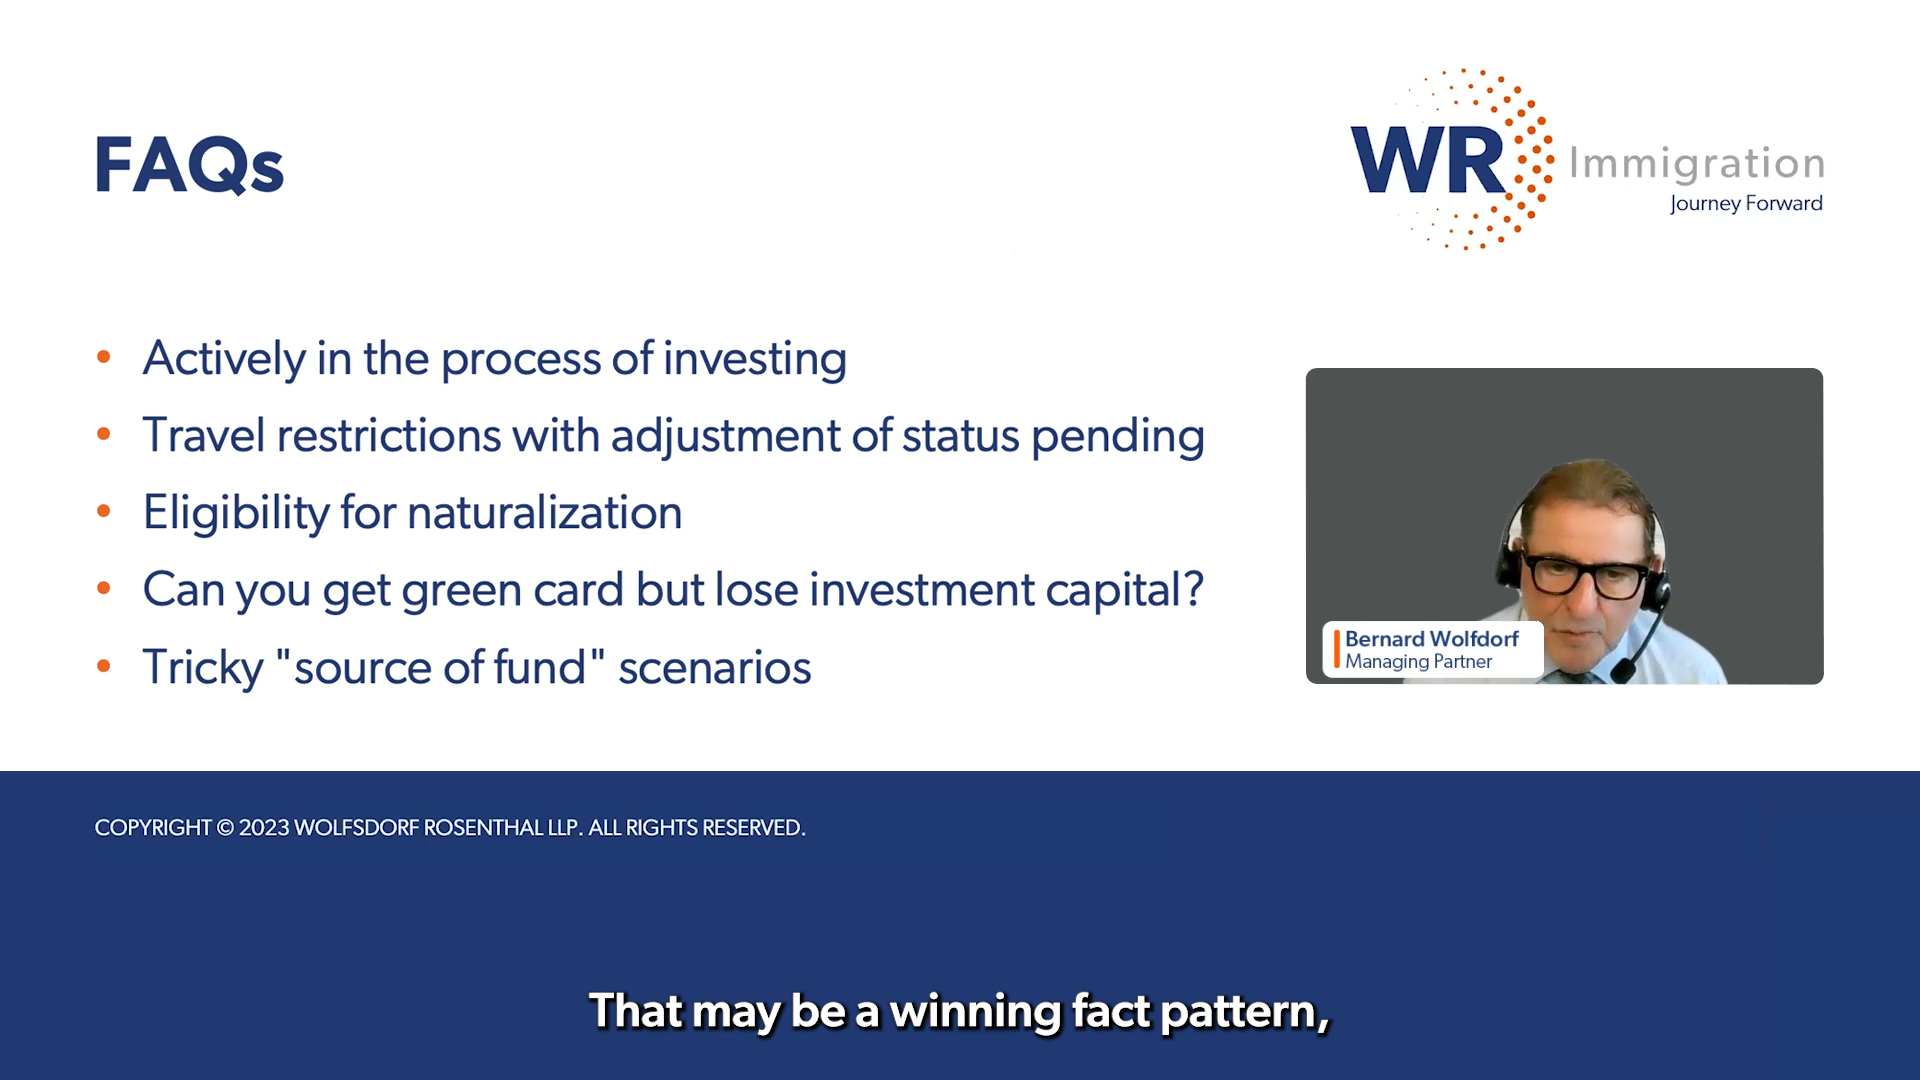 FAQs
WR Immigration
Journey Forward
• Actively in the process of investing
• Travel restrictions with adjustment of status pending
• Eligibility for naturalization
• Can you get green card but lose investment capital?
• Tricky "source of fund" scenarios
Bernard Wolfdorf
Managing Partner
COPYRIGHT © 2023 WOLFSDORF ROSENTHAL LLP. ALL RIGHTS RESERVED.
That may be a winning fact pattern,